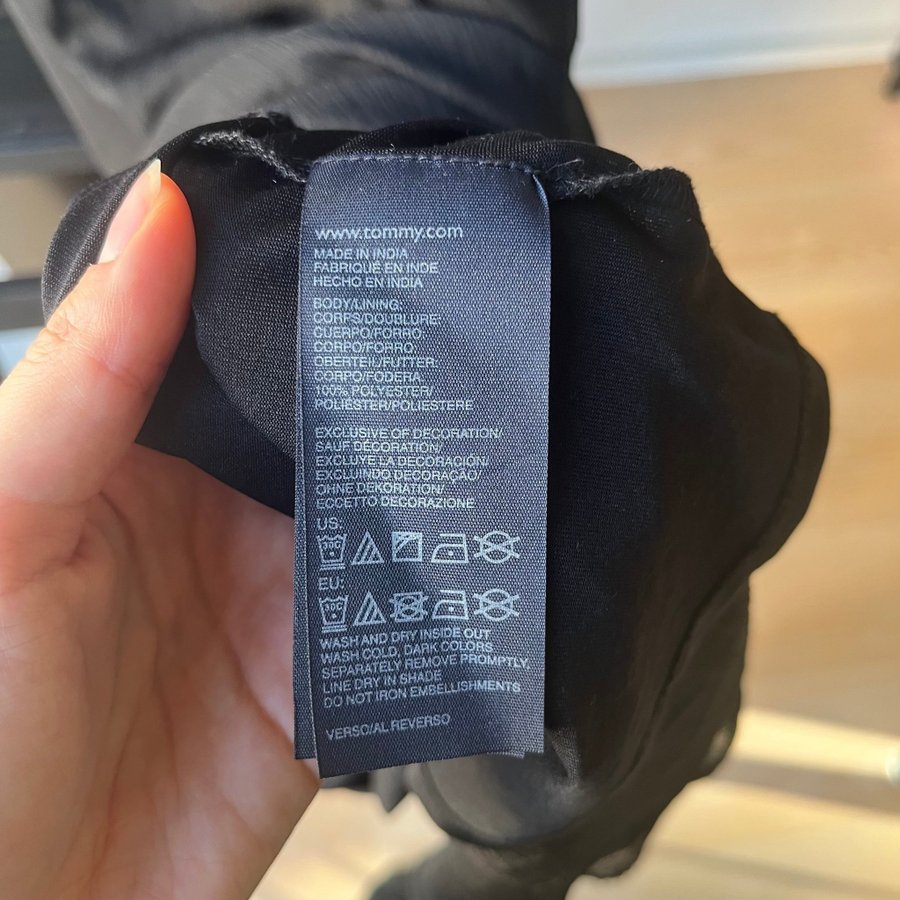 www.tommy.com
MADE IN INDIA
FABRIQUE EN INDE
HECHO EN INDIA
BODY/LINING:
CORPS/DOUBLURE:
CUERPO/FORRO:
CORPO/FORRO:
OBERTEIL/FUTTER:
CORPO/FODERA:
100% POLYESTER/
POLIÉSTER/POLIESTERE
EXCLUSIVE OF DECORATION/
SAUF DÉCORATION/
EXCLUYE LA DECORACIÓN/
EXCLUINDO DECORAÇÃO/
OHNE DEKORATION/
ECCETTO DECORAZIONE
US:
EU:
WASH AND DRY INSIDE OUT
WASH COLD, DARK COLORS
SEPARATELY REMOVE PROMPTLY,
LINE DRY IN SHADE
DO NOT IRON EMBELLISHMENTS
VERSO/AL REVERSO